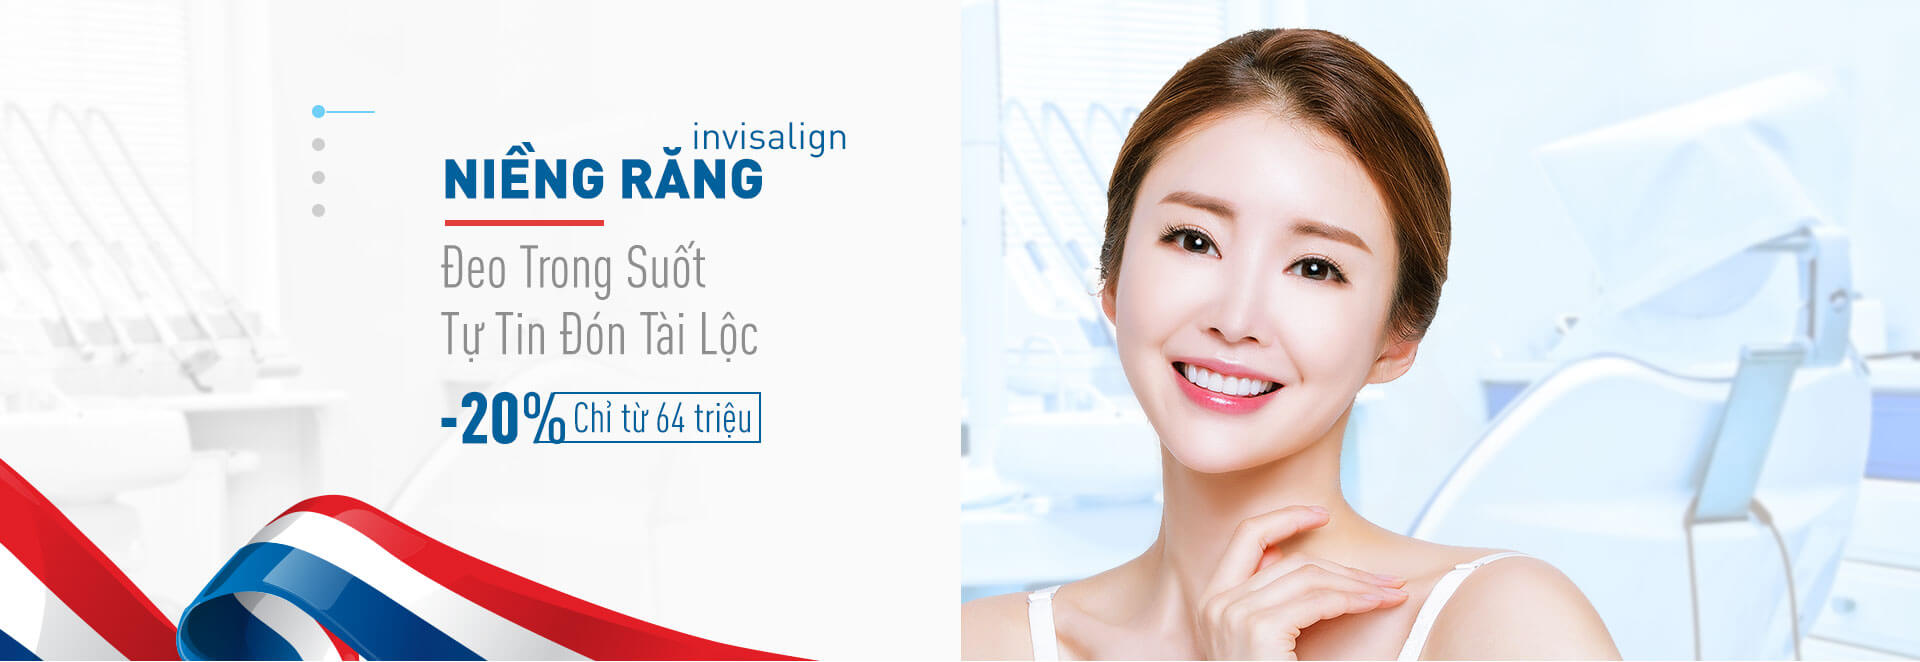 invisalign
NIỀNG RĂNG
Đeo Trong Suốt
Tự Tin Đón Tài Lộc
-20% Chỉ từ 64 triệu